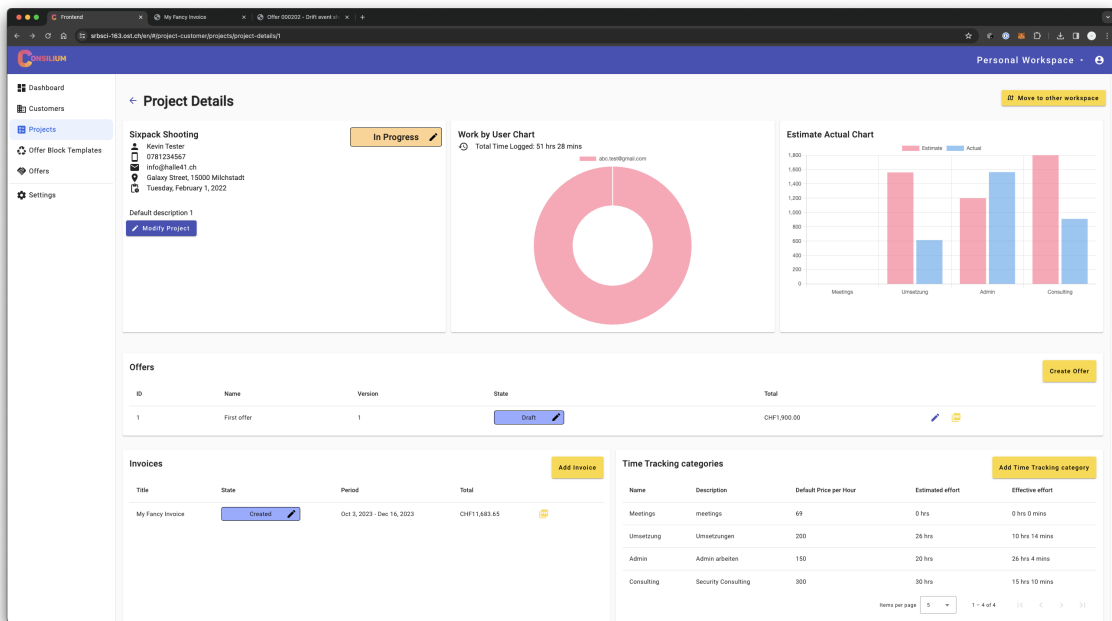 Frontend
My Fancy Invoice
Offer 000202 - Drift event sh
srbsci-163.ost.ch/en/#/project-customer/projects/project-details/1
CONSILIUM
Personal Workspace
Dashboard
Customers
Projects
Offer Block Templates
Offers
Settings
Project Details
Move to other workspace
Sixpack Shooting
In Progress
Kevin Tester
0781234567
info@halle41.ch
Galaxy Street, 15000 Milchstadt
Tuesday, February 1, 2022
Default description 1
Modify Project
Work by User Chart
Total Time Logged: 51 hrs 28 mins
abc.test@gmail.com
Estimate Actual Chart
Estimate Actual
1,800
1,600
1,400
1,200
1,000
800
600
400
200
0
Meetings Umsetzung Admin Consulting
Offers
Create Offer
ID Name Version State Total
1 First offer 1 Draft CHF1,900.00
Invoices
Add Invoice
Title State Period Total
My Fancy Invoice Created Oct 3, 2023 - Dec 16, 2023 CHF11,683.65
Time Tracking categories
Add Time Tracking category
Name Description Default Price per Hour Estimated effort Effective effort
Meetings meetings 69 0 hrs 0 hrs 0 mins
Umsetzung Umsetzungen 200 26 hrs 10 hrs 14 mins
Admin Admin arbeiten 150 20 hrs 26 hrs 4 mins
Consulting Security Consulting 300 30 hrs 15 hrs 10 mins
Items per page 5 1 – 4 of 4